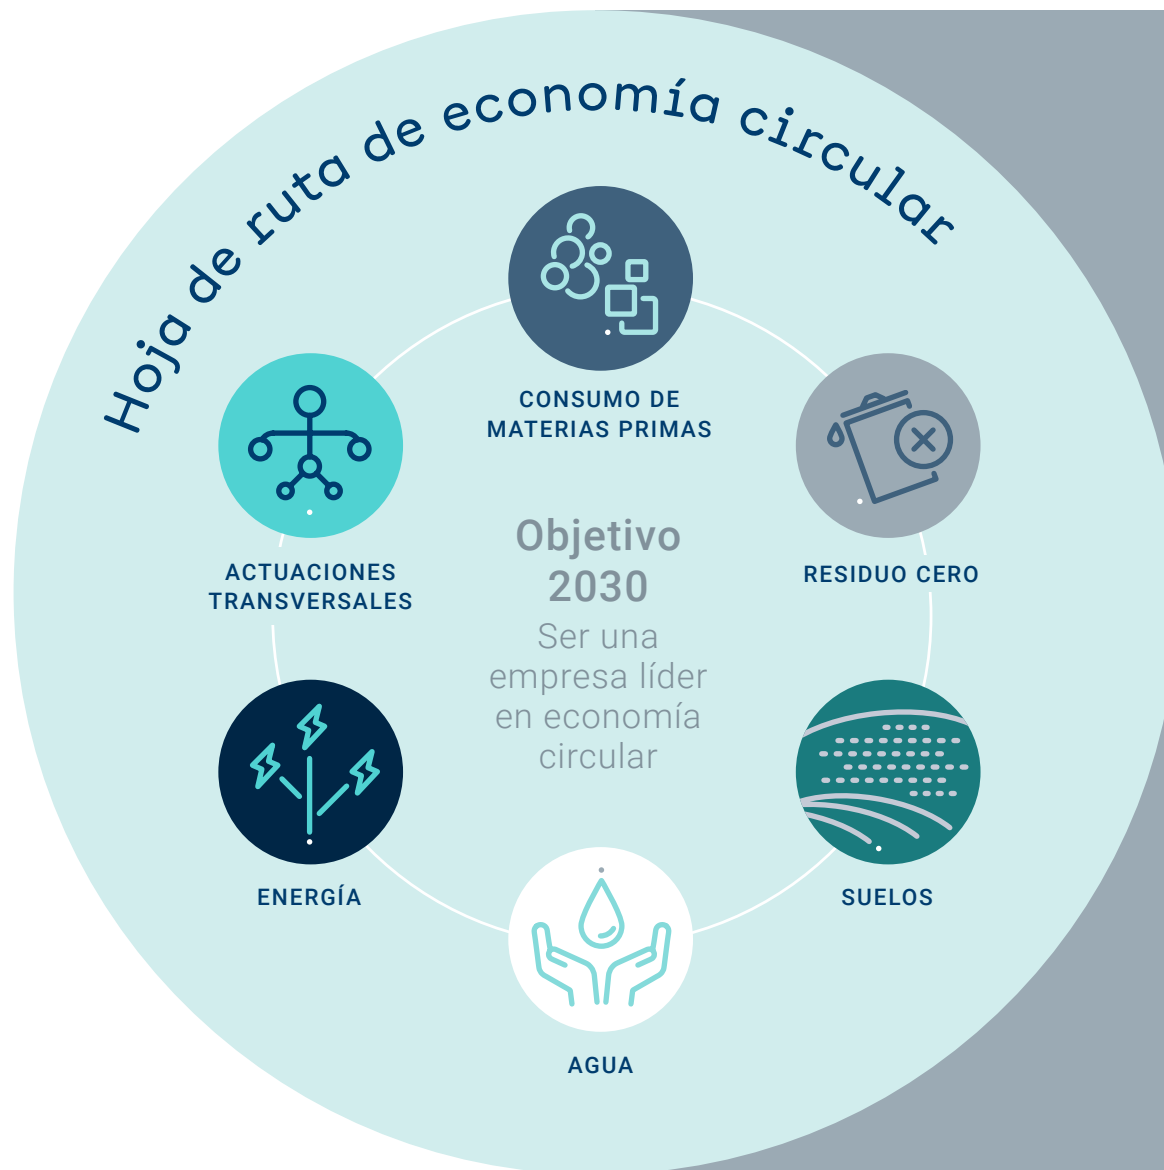 Hoja de ruta de economía circular
CONSUMO DE
MATERIAS PRIMAS
RESIDUO CERO
SUELOS
AGUA
ENERGÍA
ACTUACIONES
TRANSVERSALES
Objetivo
2030
Ser una
empresa líder
en economía
circular